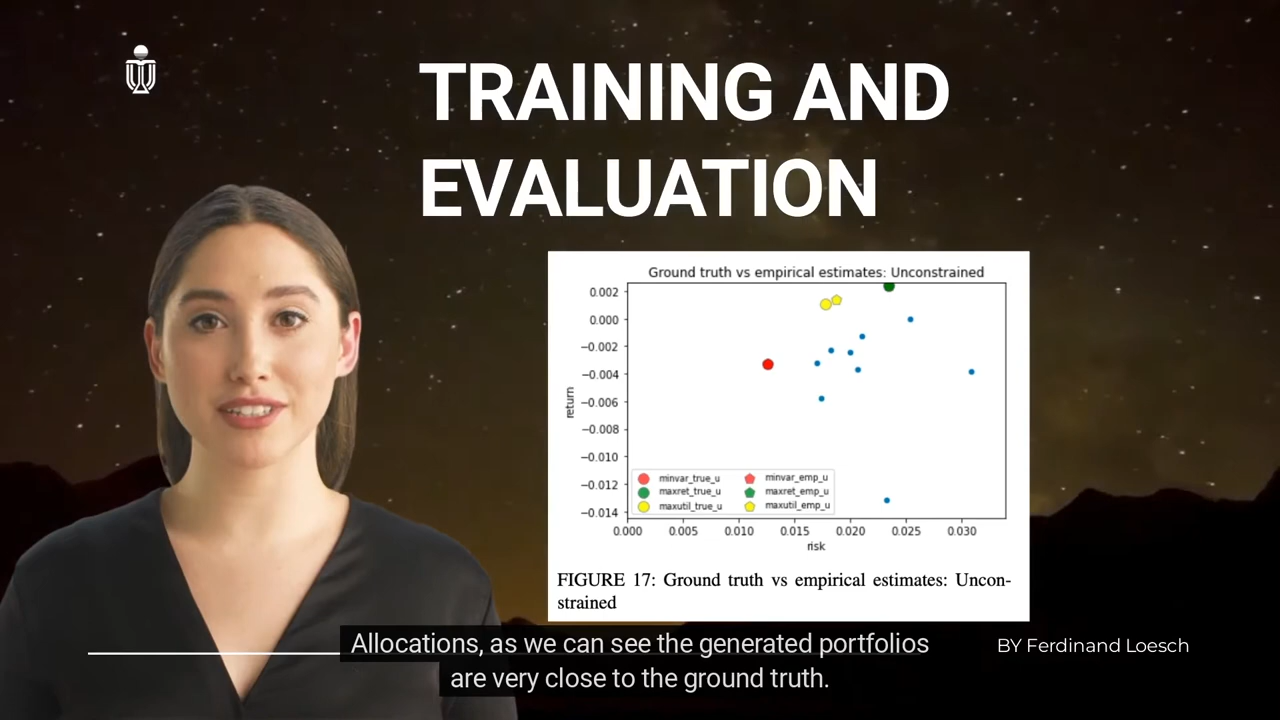 TRAINING AND
EVALUATION
Ground truth vs empirical estimates: Unconstrained
0.002
0.000
−0.002
−0.004
−0.006
−0.008
−0.010
−0.012
−0.014
return
minvar_true_u
maxret_true_u
maxutil_true_u
minvar_emp_u
maxret_emp_u
maxutil_emp_u
0.000 0.005 0.010 0.015 0.020 0.025 0.030
risk
FIGURE 17: Ground truth vs empirical estimates: Uncon-
strained
Allocations, as we can see the generated portfolios
are very close to the ground truth.
BY Ferdinand Loesch